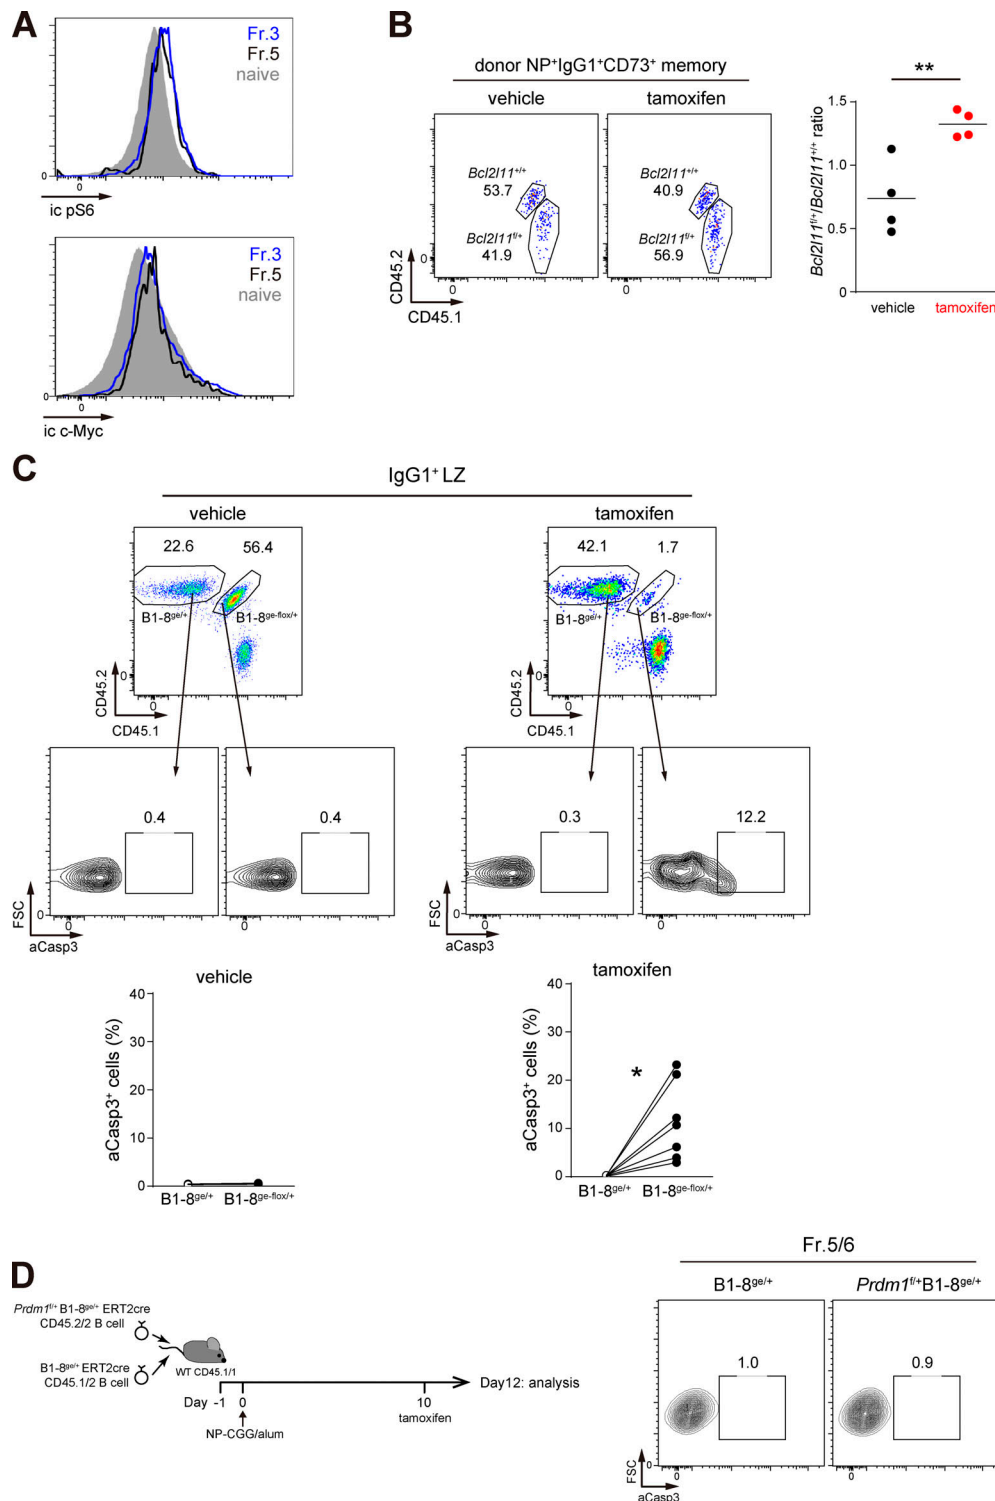 A
Fr.3
Fr.5
naive
0
0
ic pS6
Fr.3
Fr.5
naive
0
0
ic c-Myc
B
donor NP⁺IgG1⁺CD73⁺ memory
vehicle
tamoxifen
Bcl2l11⁺/⁺
53.7
Bcl2l11ᶠ/⁺
41.9
Bcl2l11⁺/⁺
40.9
Bcl2l11ᶠ/⁺
56.9
0
0
0
0
CD45.2
CD45.1
**
Bcl2l11ᶠ/⁺/Bcl2l11⁺/⁺ ratio
1.5
1.0
0.5
0
vehicle
tamoxifen
C
IgG1⁺ LZ
vehicle
tamoxifen
22.6
56.4
B1-8ᵍᵉ/⁺
B1-8ᵍᵉ⁻ᶠˡᵒˣ/⁺
0
0
CD45.2
CD45.1
42.1
1.7
B1-8ᵍᵉ/⁺
B1-8ᵍᵉ⁻ᶠˡᵒˣ/⁺
0
0
CD45.2
CD45.1
0.4
0.4
0
0
0
FSC
aCasp3
0.3
12.2
0
0
0
FSC
aCasp3
vehicle
aCasp3⁺ cells (%)
40
30
20
10
0
B1-8ᵍᵉ/⁺
B1-8ᵍᵉ⁻ᶠˡᵒˣ/⁺
tamoxifen
aCasp3⁺ cells (%)
40
30
20
10
0
*
B1-8ᵍᵉ/⁺
B1-8ᵍᵉ⁻ᶠˡᵒˣ/⁺
D
Prdm1ᶠˡ/⁺ B1-8ᵍᵉ/⁺ ERT2cre
CD45.2/2 B cell
B1-8ᵍᵉ/⁺ ERT2cre
CD45.1/2 B cell
WT CD45.1/1
Day -1
0
10
tamoxifen
NP-CGG/alum
Day12: analysis
Fr.5/6
B1-8ᵍᵉ/⁺
Prdm1ᶠˡ/⁺B1-8ᵍᵉ/⁺
1.0
0.9
0
0
0
FSC
aCasp3